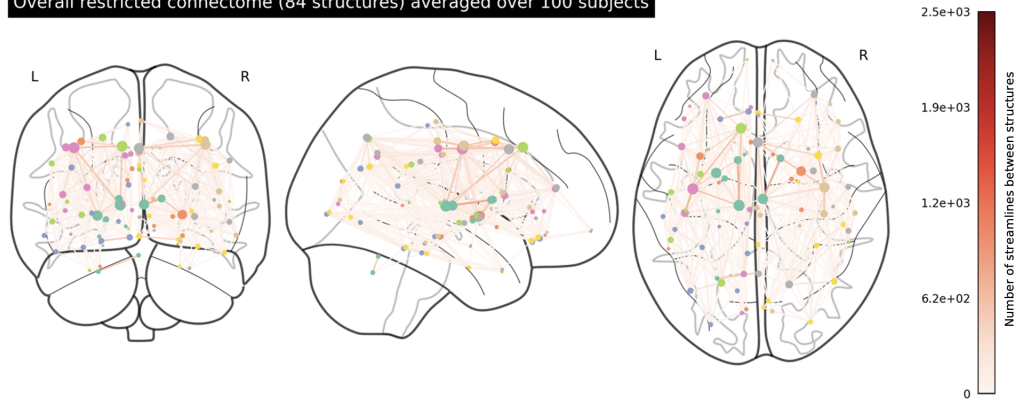 Overall restricted connectome (84 structures) averaged over 100 subjects
L
R
L
R
2.5e+03
1.9e+03
1.2e+03
6.2e+02
0
Number of streamlines between structures